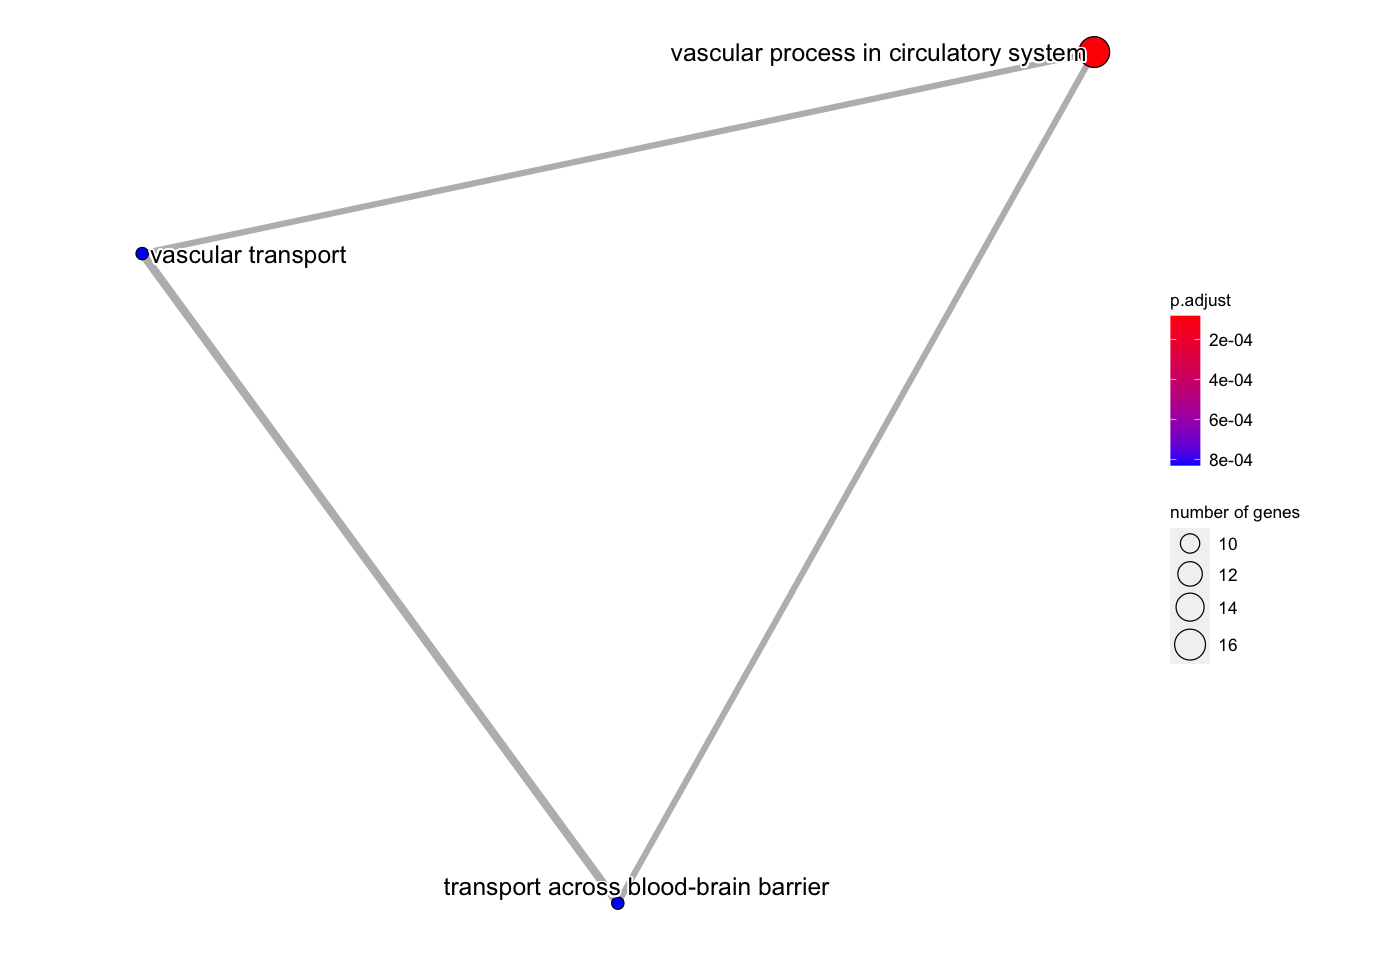 vascular process in circulatory system
vascular transport
transport across blood-brain barrier
p.adjust
2e-04
4e-04
6e-04
8e-04
number of genes
10
12
14
16